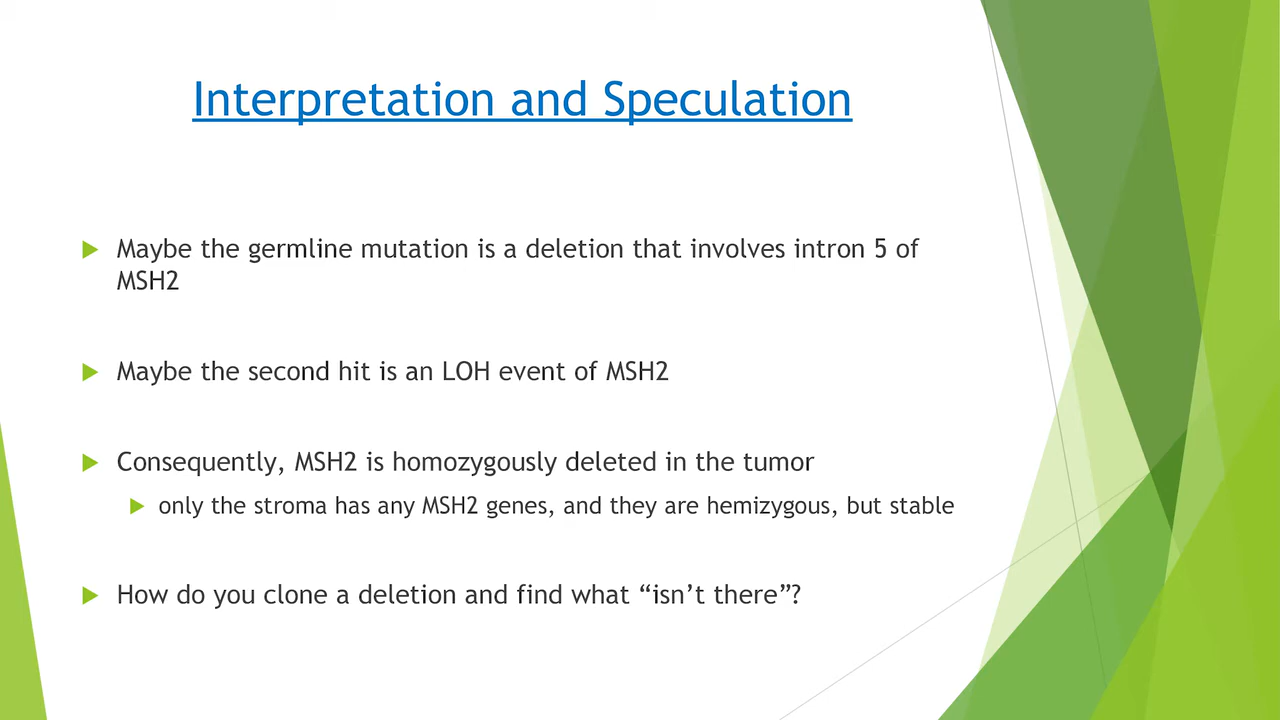 Interpretation and Speculation
Maybe the germline mutation is a deletion that involves intron 5 of
MSH2
Maybe the second hit is an LOH event of MSH2
Consequently, MSH2 is homozygously deleted in the tumor
only the stroma has any MSH2 genes, and they are hemizygous, but stable
How do you clone a deletion and find what “isn’t there”?